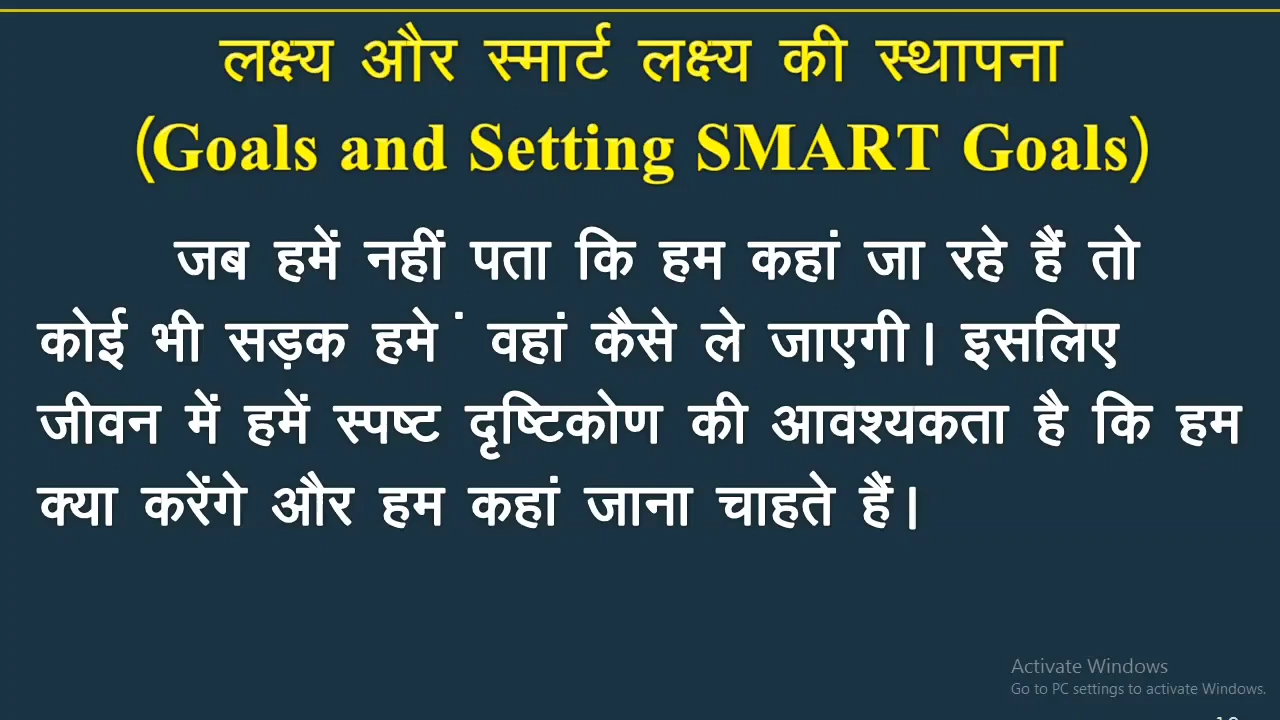 लक्ष्य और स्मार्ट लक्ष्य की स्थापना
(Goals and Setting SMART Goals)
जब हमें नहीं पता कि हम कहां जा रहे हैं तो
कोई भी सड़क हमे ं वहां कैसे ले जाएगी। इसलिए
जीवन में हमें स्पष्ट दृष्टिकोण की आवश्यकता है कि हम
क्या करेंगे और हम कहां जाना चाहते हैं।
Activate Windows
Go to PC settings to activate Windows.